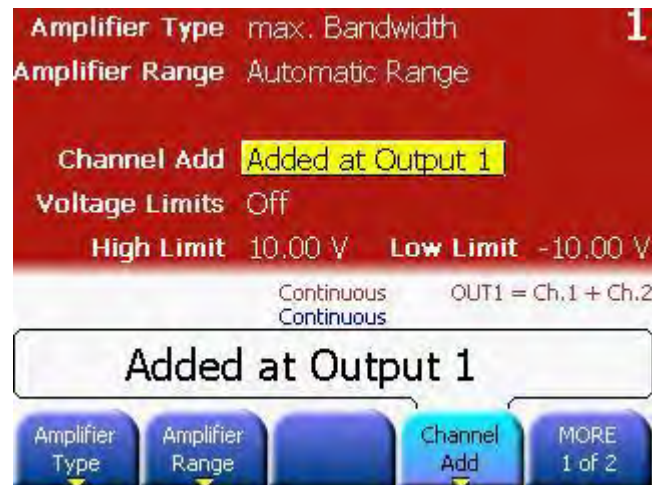 Amplifier Type max. Bandwidth 1
Amplifier Range Automatic Range
Channel Add Added at Output 1
Voltage Limits Off
High Limit 10.00 V Low Limit -10.00 V
Continuous OUT1 = Ch.1 + Ch.2
Continuous
Added at Output 1
Amplifier Type
Amplifier Range
Channel Add
MORE 1 of 2